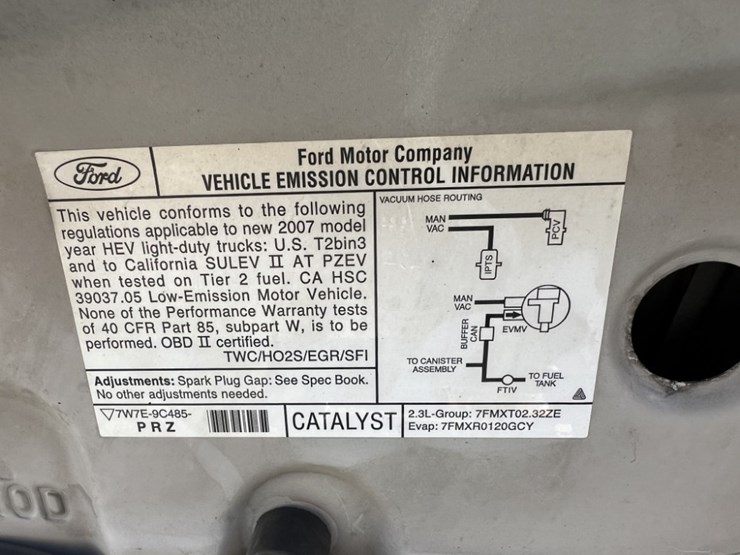 Ford
Ford Motor Company
VEHICLE EMISSION CONTROL INFORMATION
This vehicle conforms to the following
regulations applicable to new 2007 model
year HEV light-duty trucks: U.S. T2bin3
and to California SULEV II AT PZEV
when tested on Tier 2 fuel. CA HSC
39037.05 Low-Emission Motor Vehicle.
None of the Performance Warranty tests
of 40 CFR Part 85, subpart W, is to be
performed. OBD II certified.
TWC/HO2S/EGR/SFI
Adjustments: Spark Plug Gap: See Spec Book.
No other adjustments needed.
VACUUM HOSE ROUTING
MAN
VAC
PCV
IPTS
MAN
VAC
BUFFER
CAN
EVMV
TO CANISTER
ASSEMBLY
TO FUEL
TANK
FTIV
7W7E-9C485-
PRZ
CATALYST
2.3L-Group: 7FMXT02.32ZE
Evap: 7FMXR0120GCY